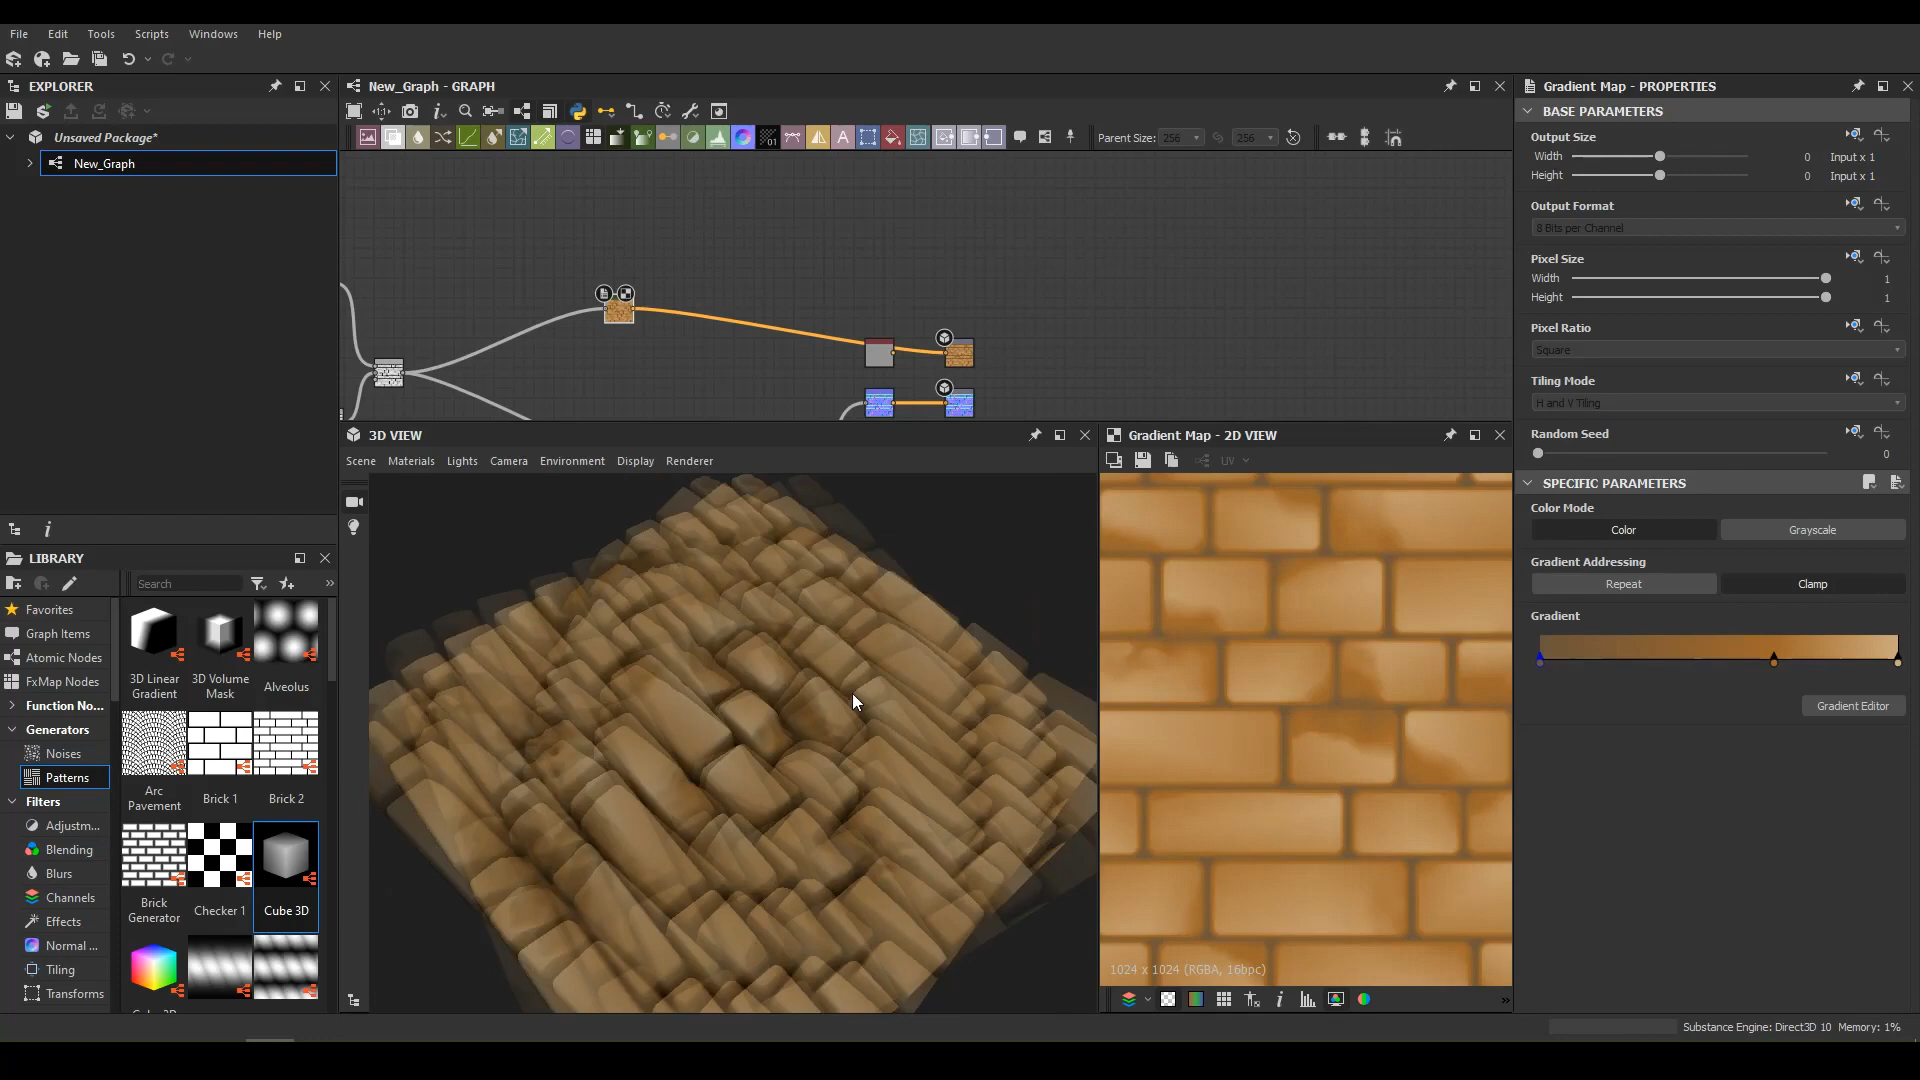 File Edit Tools Scripts Windows Help
EXPLORER
Unsaved Package*
New_Graph
New_Graph - GRAPH
Parent Size: 256 256
01
3D VIEW
Scene Materials Lights Camera Environment Display Renderer
Gradient Map - 2D VIEW
UV
1024 x 1024 (RGBA, 16bpc)
LIBRARY
Search
Favorites
Graph Items
Atomic Nodes
FxMap Nodes
Function No...
Generators
Noises
Patterns
Filters
Adjustm...
Blending
Blurs
Channels
Effects
Normal ...
Tiling
Transforms
3D Linear Gradient
3D Volume Mask
Alveolus
Arc Pavement
Brick 1
Brick 2
Brick Generator
Checker 1
Cube 3D
Gradient Map - PROPERTIES
BASE PARAMETERS
Output Size
Width 0 Input x 1
Height 0 Input x 1
Output Format
8 Bits per Channel
Pixel Size
Width 1
Height 1
Pixel Ratio
Square
Tiling Mode
H and V Tiling
Random Seed
0
SPECIFIC PARAMETERS
Color Mode
Color Grayscale
Gradient Addressing
Repeat Clamp
Gradient
Gradient Editor
Substance Engine: Direct3D 10 Memory: 1%